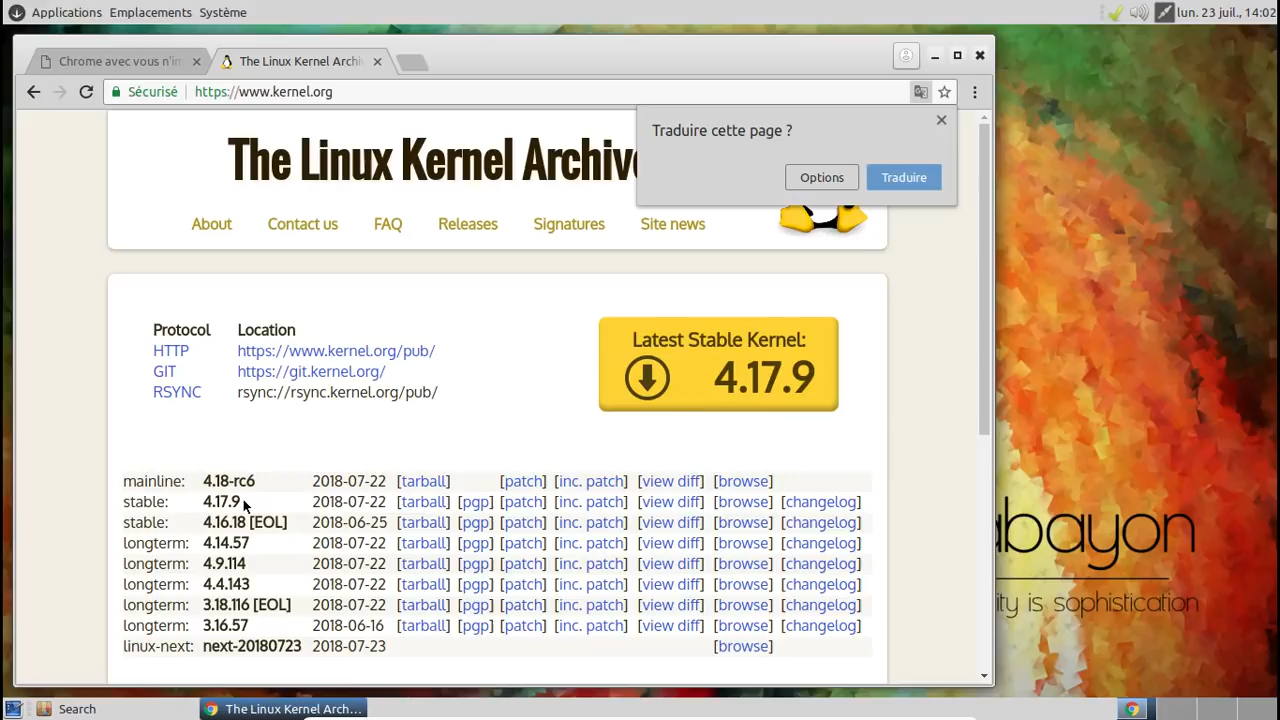 Applications Emplacements Système lun. 23 juil., 14:02
Chrome avec vous n'im The Linux Kernel Archi
Sécurisé https://www.kernel.org
Traduire cette page ?
Options Traduire
The Linux Kernel Archive
About Contact us FAQ Releases Signatures Site news
Protocol Location
HTTP https://www.kernel.org/pub/
GIT https://git.kernel.org/
RSYNC rsync://rsync.kernel.org/pub/
Latest Stable Kernel:
4.17.9
mainline: 4.18-rc6 2018-07-22 [tarball] [patch] [inc. patch] [view diff] [browse]
stable: 4.17.9 2018-07-22 [tarball] [pgp] [patch] [inc. patch] [view diff] [browse] [changelog]
stable: 4.16.18 [EOL] 2018-06-25 [tarball] [pgp] [patch] [inc. patch] [view diff] [browse] [changelog]
longterm: 4.14.57 2018-07-22 [tarball] [pgp] [patch] [inc. patch] [view diff] [browse] [changelog]
longterm: 4.9.114 2018-07-22 [tarball] [pgp] [patch] [inc. patch] [view diff] [browse] [changelog]
longterm: 4.4.143 2018-07-22 [tarball] [pgp] [patch] [inc. patch] [view diff] [browse] [changelog]
longterm: 3.18.116 [EOL] 2018-07-22 [tarball] [pgp] [patch] [inc. patch] [view diff] [browse] [changelog]
longterm: 3.16.57 2018-06-16 [tarball] [pgp] [patch] [inc. patch] [view diff] [browse] [changelog]
linux-next: next-20180723 2018-07-23 [browse]
abayon
ity is sophistication
Search The Linux Kernel Arch...